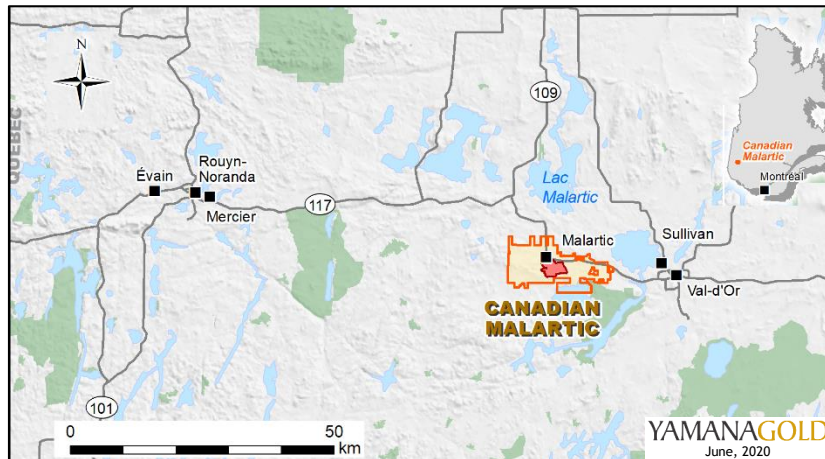 N
QUEBEC
109
Canadian
Malartic
Montréal
Évain
Rouyn-
Noranda
Mercier
117
Lac
Malartic
Malartic
Sullivan
Val-d'Or
CANADIAN
MALARTIC
101
0
50
km
YAMANAGOLD
June, 2020